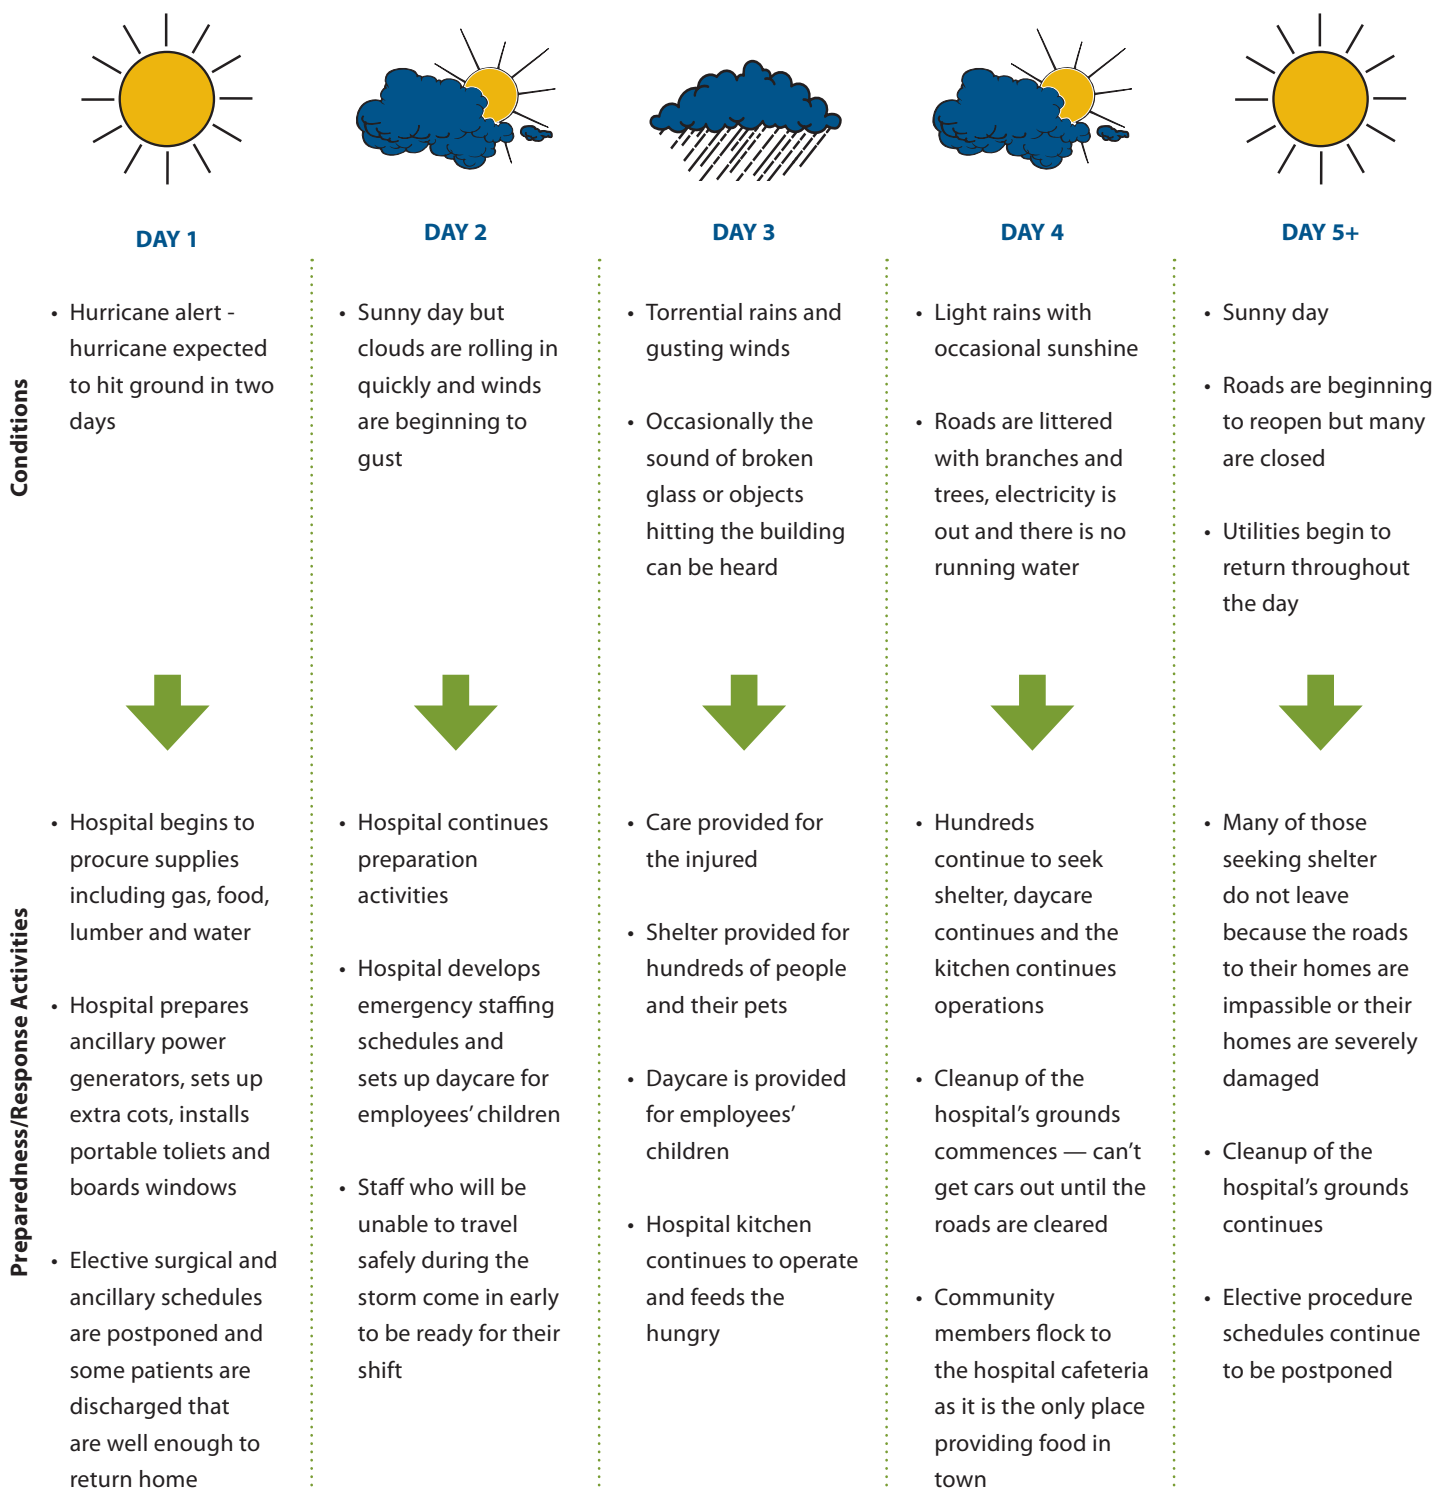 DAY 1
DAY 2
DAY 3
DAY 4
DAY 5+
Conditions
• Hurricane alert -
hurricane expected
to hit ground in two
days
• Sunny day but
clouds are rolling in
quickly and winds
are beginning to
gust
• Torrential rains and
gusting winds
• Occasionally the
sound of broken
glass or objects
hitting the building
can be heard
• Light rains with
occasional sunshine
• Roads are littered
with branches and
trees, electricity is
out and there is no
running water
• Sunny day
• Roads are beginning
to reopen but many
are closed
• Utilities begin to
return throughout
the day
Preparedness/Response Activities
• Hospital begins to
procure supplies
including gas, food,
lumber and water
• Hospital prepares
ancillary power
generators, sets up
extra cots, installs
portable toliets and
boards windows
• Elective surgical and
ancillary schedules
are postponed and
some patients are
discharged that
are well enough to
return home
• Hospital continues
preparation
activities
• Hospital develops
emergency staffing
schedules and
sets up daycare for
employees’ children
• Staff who will be
unable to travel
safely during the
storm come in early
to be ready for their
shift
• Care provided for
the injured
• Shelter provided for
hundreds of people
and their pets
• Daycare is provided
for employees’
children
• Hospital kitchen
continues to operate
and feeds the
hungry
• Hundreds
continue to seek
shelter, daycare
continues and the
kitchen continues
operations
• Cleanup of the
hospital’s grounds
commences — can’t
get cars out until the
roads are cleared
• Community
members flock to
the hospital cafeteria
as it is the only place
providing food in
town
• Many of those
seeking shelter
do not leave
because the roads
to their homes are
impassible or their
homes are severely
damaged
• Cleanup of the
hospital’s grounds
continues
• Elective procedure
schedules continue
to be postponed